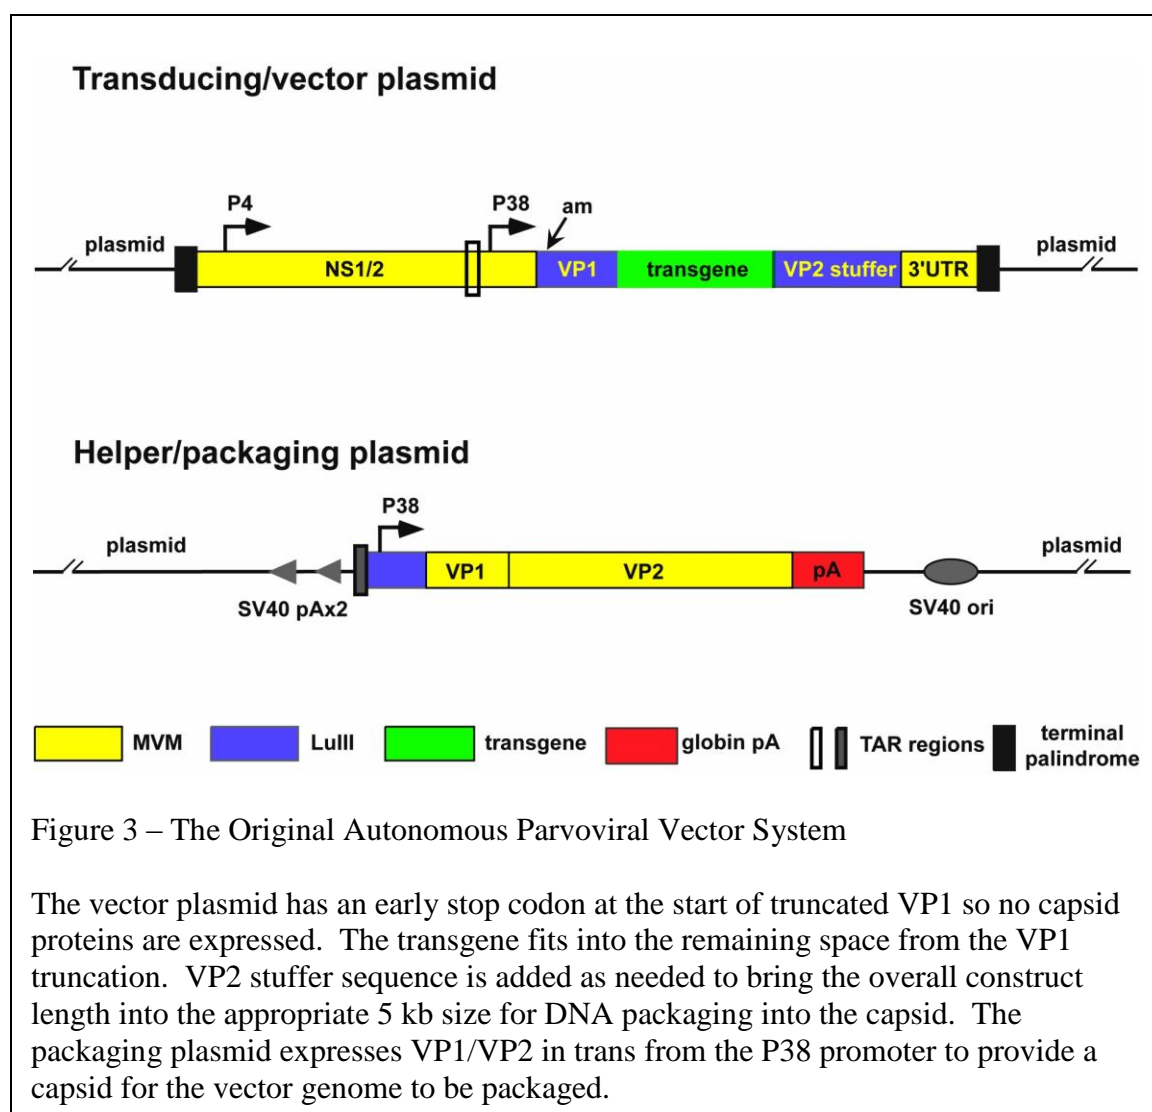 Transducing/vector plasmid
P4
P38
am
plasmid
plasmid
NS1/2
VP1
transgene
VP2 stuffer
3'UTR
Helper/packaging plasmid
P38
plasmid
plasmid
VP1
VP2
pA
SV40 pAx2
SV40 ori
MVM
LuIII
transgene
globin pA
TAR regions
terminal
palindrome
Figure 3 – The Original Autonomous Parvoviral Vector System
The vector plasmid has an early stop codon at the start of truncated VP1 so no capsid
proteins are expressed.  The transgene fits into the remaining space from the VP1
truncation.  VP2 stuffer sequence is added as needed to bring the overall construct
length into the appropriate 5 kb size for DNA packaging into the capsid.  The
packaging plasmid expresses VP1/VP2 in trans from the P38 promoter to provide a
capsid for the vector genome to be packaged.